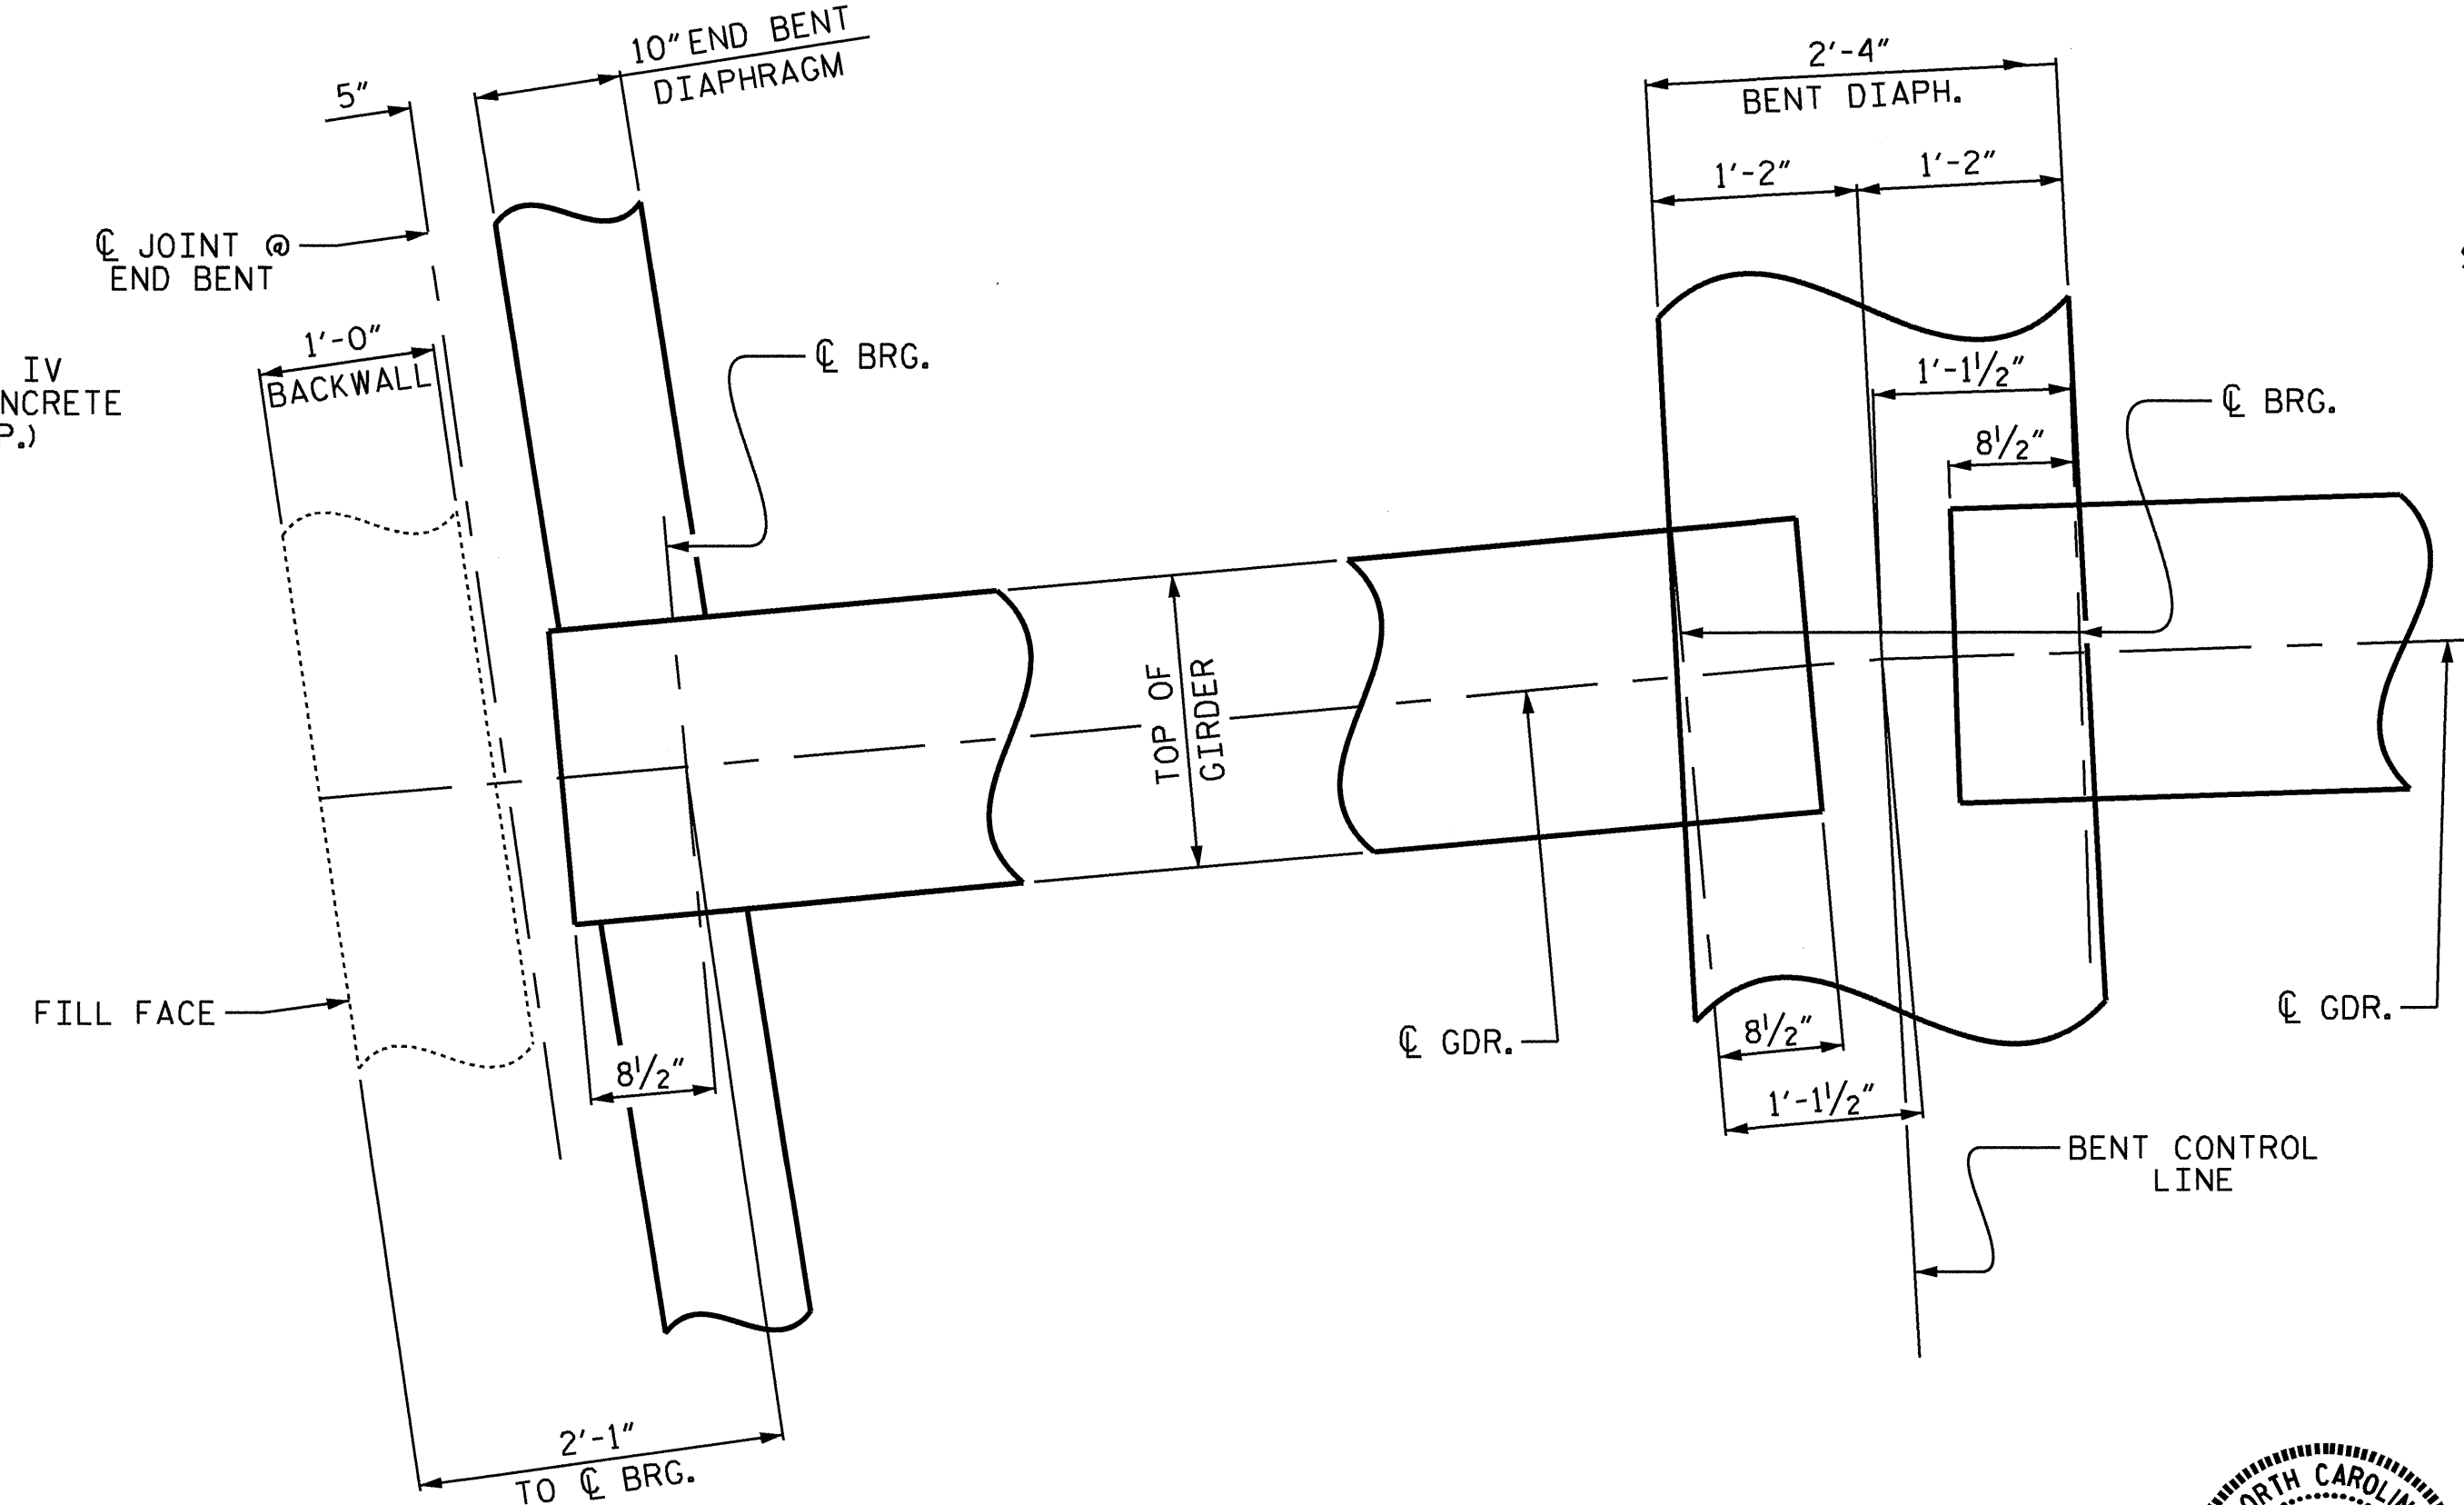 10" END BENT
DIAPHRAGM
5"
2'-4"
BENT DIAPH.
1'-2"
1'-2"
℄ JOINT @
END BENT
1'-0"
BACKWALL
IV
NCRETE
P.)
℄ BRG.
1'-1½"
8½"
℄ BRG.
TOP OF
GIRDER
FILL FACE
8½"
℄ GDR.
8½"
1'-1½"
℄ GDR.
BENT CONTROL
LINE
2'-1"
TO ℄ BRG.
ORTH CAROLIN